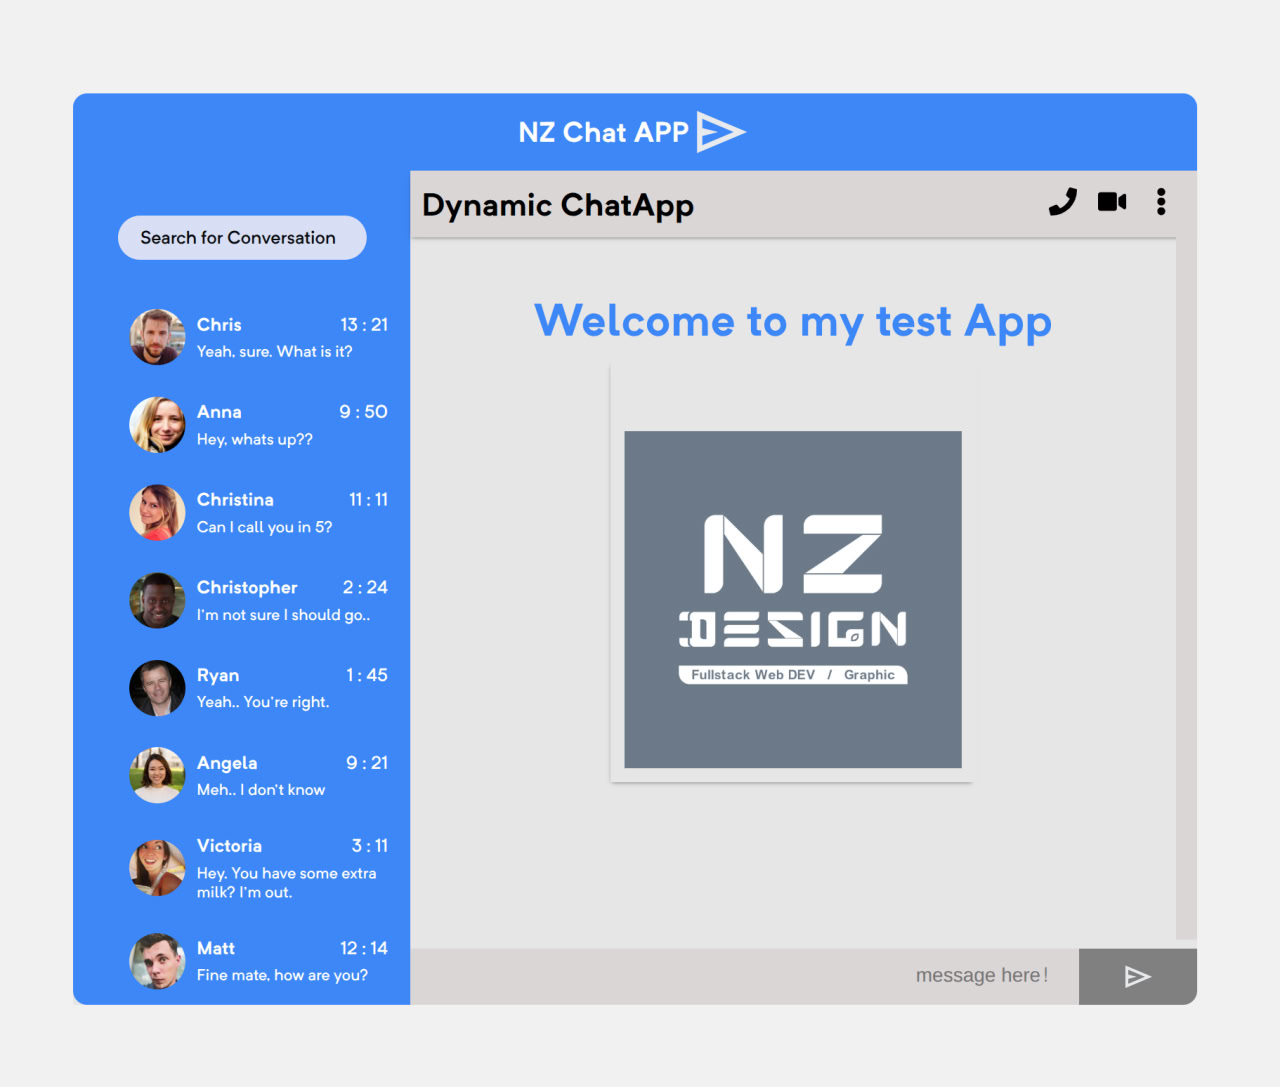 NZ Chat APP
Dynamic ChatApp
Search for Conversation
Chris 13 : 21
Yeah, sure. What is it?
Anna 9 : 50
Hey, whats up??
Christina 11 : 11
Can I call you in 5?
Christopher 2 : 24
I'm not sure I should go..
Ryan 1 : 45
Yeah.. You're right.
Angela 9 : 21
Meh.. I don't know
Victoria 3 : 11
Hey. You have some extra
milk? I'm out.
Matt 12 : 14
Fine mate, how are you?
Welcome to my test App
NZ
DESIGN
Fullstack Web DEV / Graphic
message here!